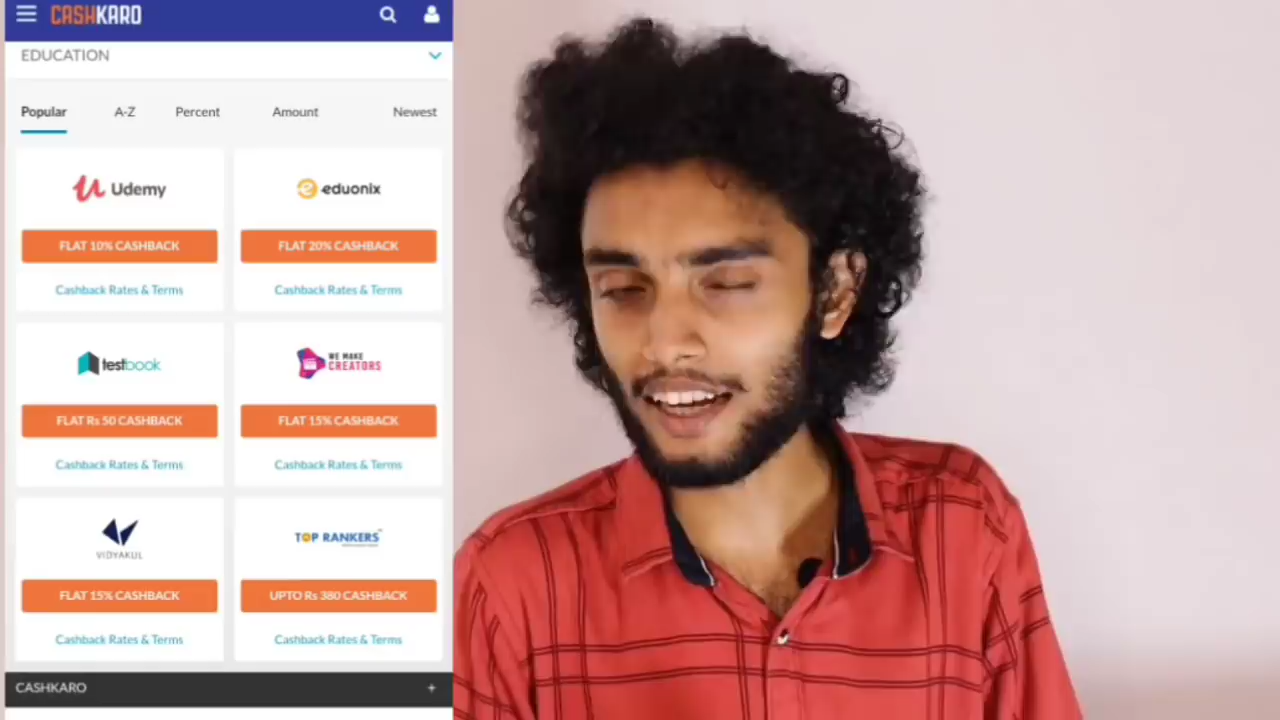 CASHKARO
EDUCATION
Popular A-Z Percent Amount Newest
Udemy eduonix
FLAT 10% CASHBACK FLAT 20% CASHBACK
Cashback Rates & Terms Cashback Rates & Terms
testbook WE MAKE
CREATORS
FLAT Rs 50 CASHBACK FLAT 15% CASHBACK
Cashback Rates & Terms Cashback Rates & Terms
VIDYAKUL TOP RANKERS
FLAT 15% CASHBACK UPTO Rs 380 CASHBACK
Cashback Rates & Terms Cashback Rates & Terms
CASHKARO +